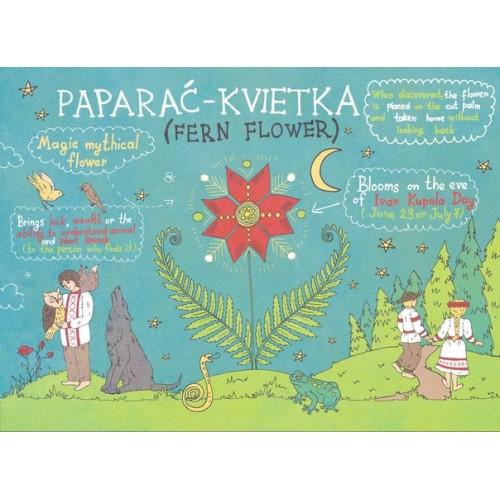 PAPARAĆ-KVIETKA
(FERN FLOWER)
When discovered, the flower
is placed on the cut palm
and taken home without
looking back
Magic mythical
flower
Blooms on the eve
of Ivan Kupala Day
(June 23 or July 7)
Brings luck, wealth or the
ability to understand animal
and plant speak
(to the person who finds it)